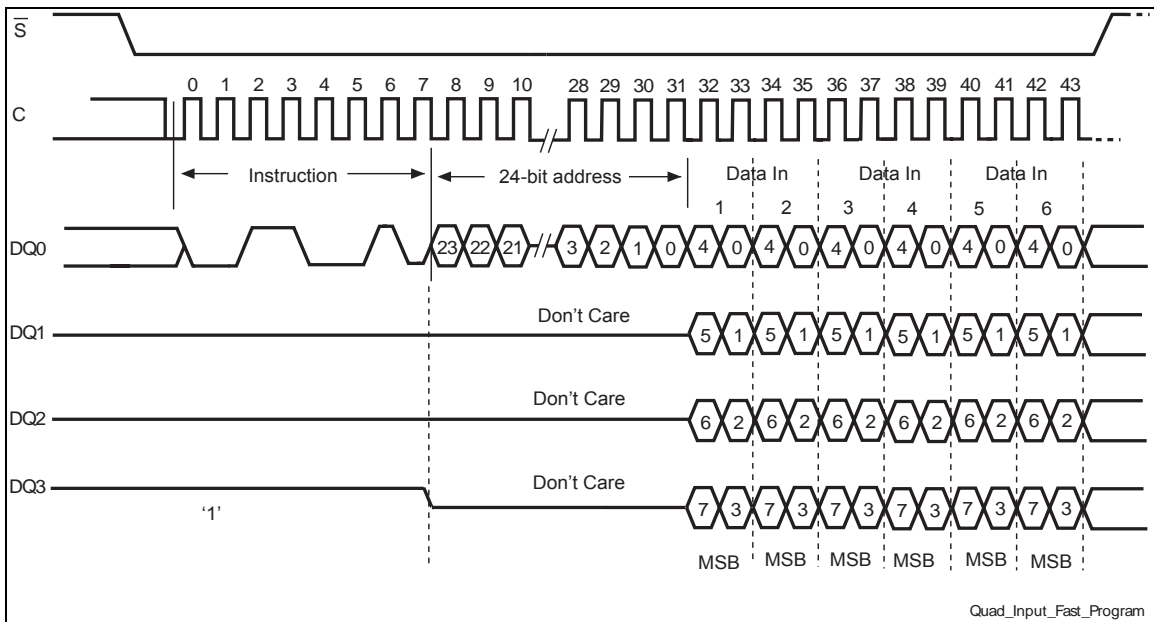 S
0 1 2 3 4 5 6 7 8 9 10 28 29 30 31 32 33 34 35 36 37 38 39 40 41 42 43
C
Instruction 24-bit address Data In Data In Data In
1 2 3 4 5 6
DQ0 23 22 21 3 2 1 0 4 0 4 0 4 0 4 0 4 0 4 0
Don't Care
DQ1 5 1 5 1 5 1 5 1 5 1 5 1
Don't Care
DQ2 6 2 6 2 6 2 6 2 6 2 6 2
Don't Care
DQ3 7 3 7 3 7 3 7 3 7 3 7 3
‘1’
MSB MSB MSB MSB MSB MSB
Quad_Input_Fast_Program